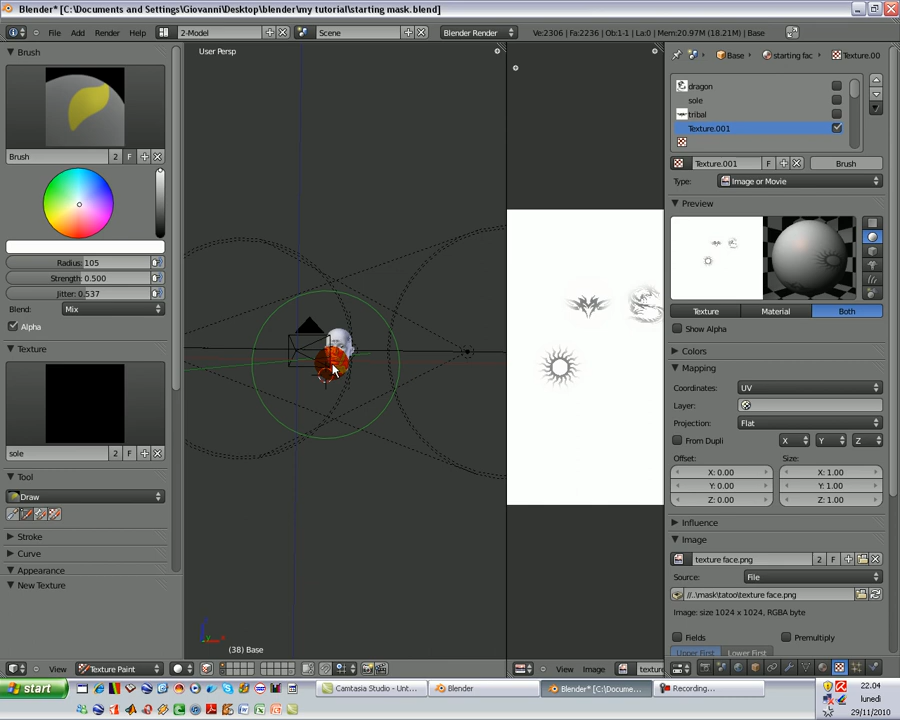 Blender* [C:\Documents and Settings\Giovanni\Desktop\blender\my tutorial\starting mask.blend]
File Add Render Help 2-Model Scene Blender Render Ve:2306 | Fa:2236 | Ob:1-1 | La:0 | Mem:20.97M (18.21M) | Base
Brush
Brush 2 F
Radius: 105
Strength: 0.500
Jitter: 0.537
Blend: Mix
Alpha
Texture
sole 2 F
Tool
Draw
Stroke
Curve
Appearance
New Texture
User Persp
(38) Base
View Texture Paint
View Image texture
Base starting fac Texture.00
dragon
sole
tribal
Texture.001
Texture.001 F Brush
Type: Image or Movie
Preview
Texture Material Both
Show Alpha
Colors
Mapping
Coordinates: UV
Layer:
Projection: Flat
From Dupli X Y Z
Offset: Size:
X: 0.00 X: 1.00
Y: 0.00 Y: 1.00
Z: 0.00 Z: 1.00
Influence
Image
texture face.png 2 F
Source: File
//..\mask\tatoo\texture face.png
Image: size 1024 x 1024, RGBA byte
Fields Premultiply
Upper First Lower First
start Camtasia Studio - Unt... Blender Blender* [C:\Docume... Recording... 22.04
lunedì
29/11/2010